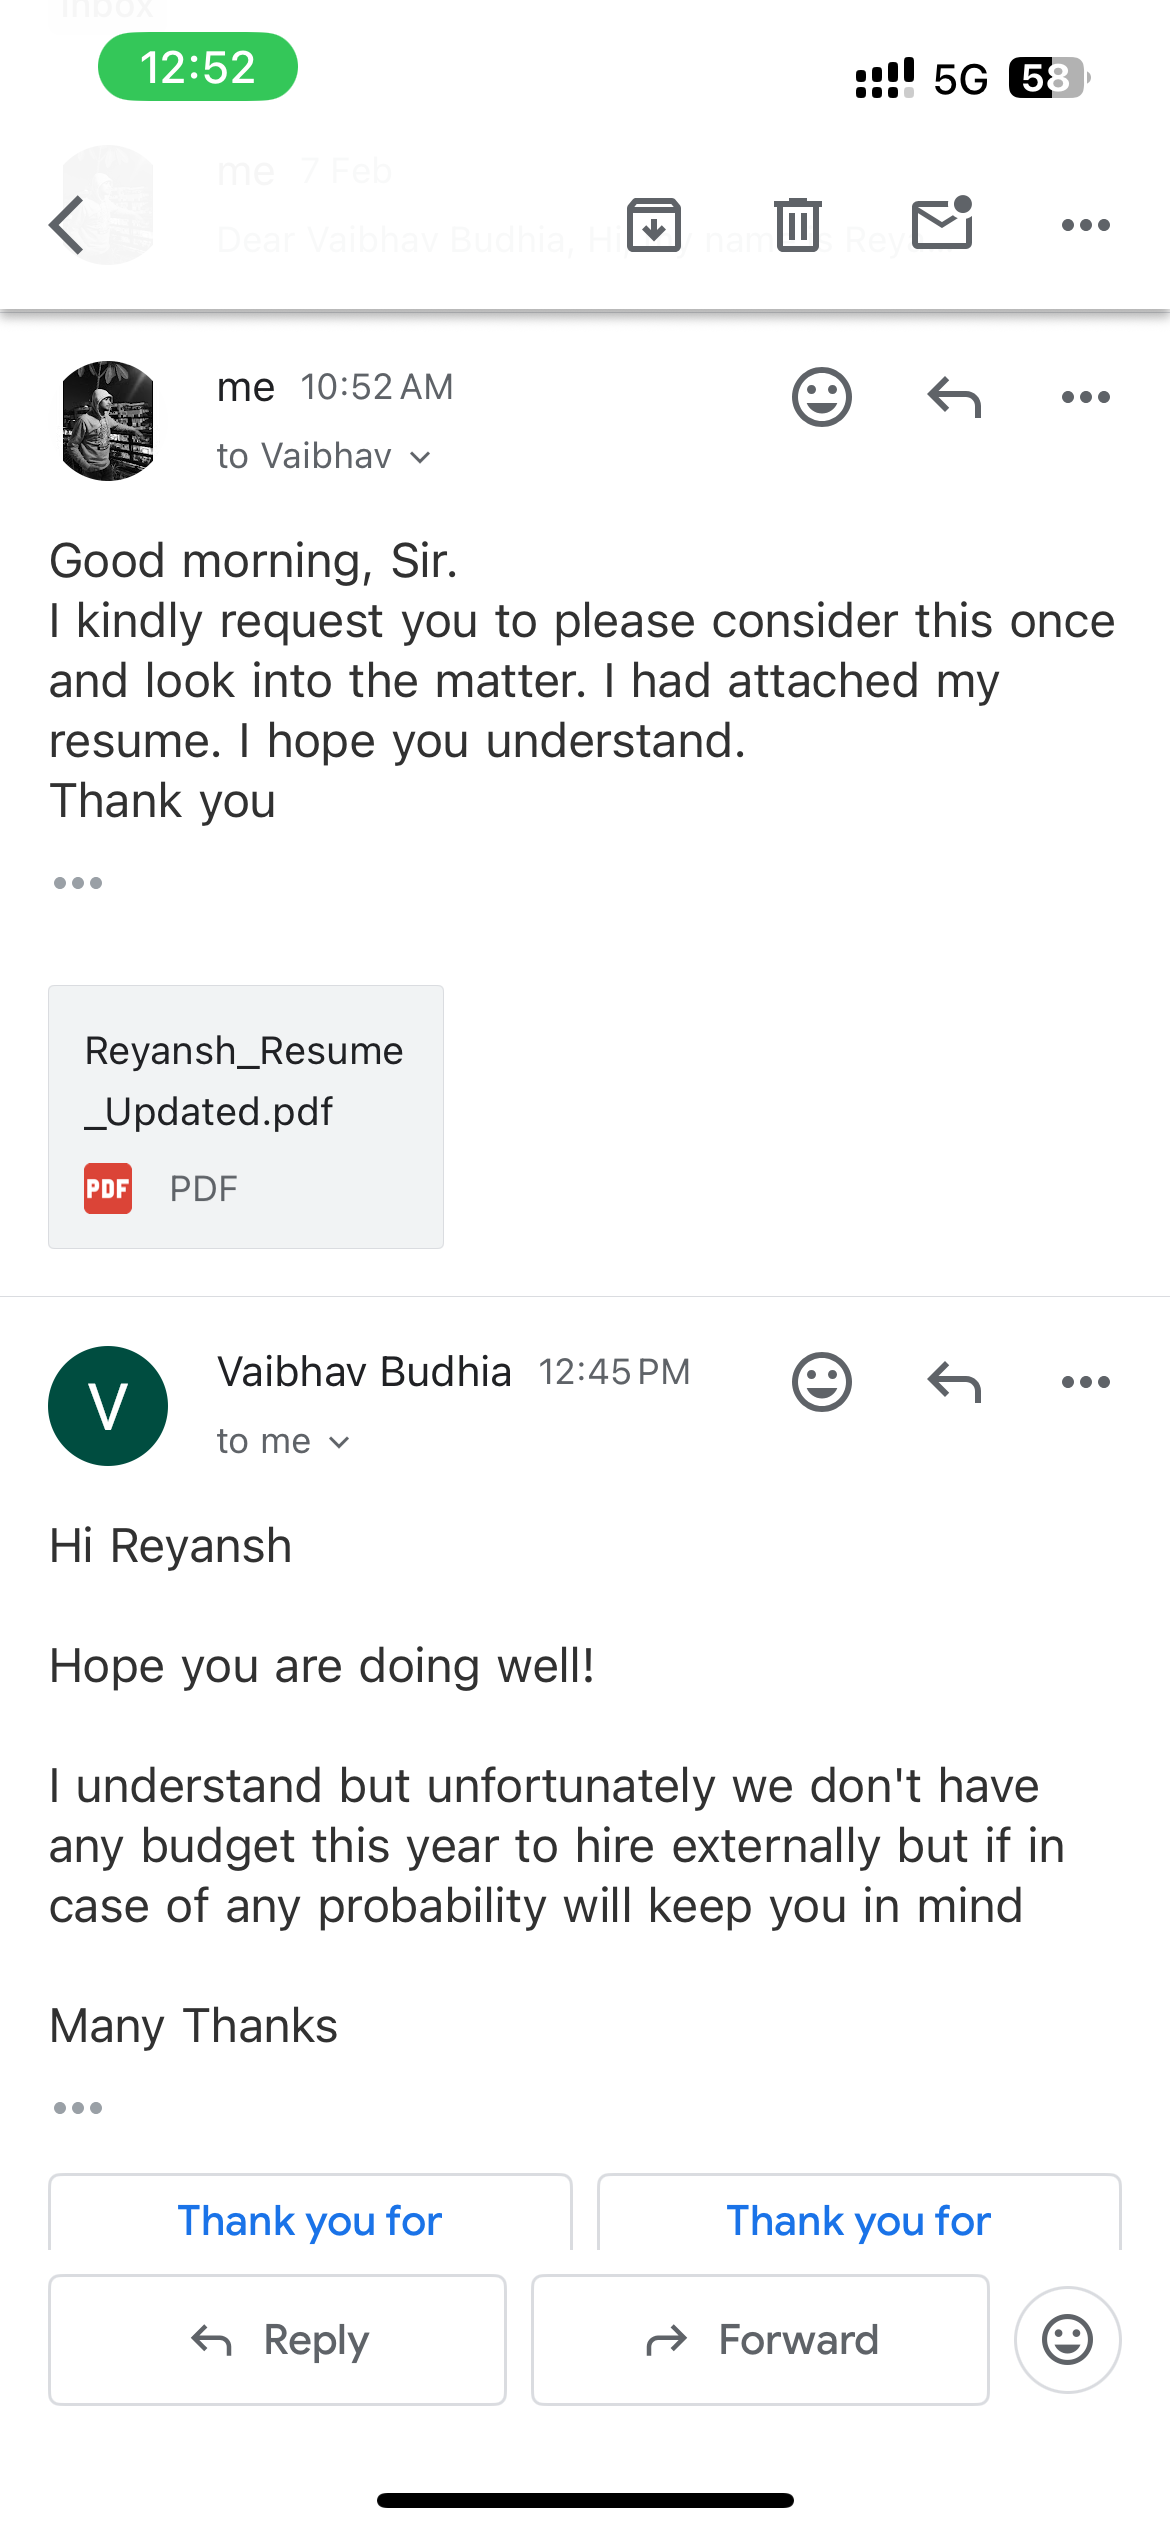 Inbox
12:52
5G 58
me 7 Feb
Dear Vaibhav Budhia, Hi, my name is Rey
me 10:52 AM
to Vaibhav
Good morning, Sir.
I kindly request you to please consider this once
and look into the matter. I had attached my
resume. I hope you understand.
Thank you
Reyansh_Resume
_Updated.pdf
PDF PDF
V
Vaibhav Budhia 12:45 PM
to me
Hi Reyansh
Hope you are doing well!
I understand but unfortunately we don't have
any budget this year to hire externally but if in
case of any probability will keep you in mind
Many Thanks
Thank you for
Thank you for
Reply
Forward